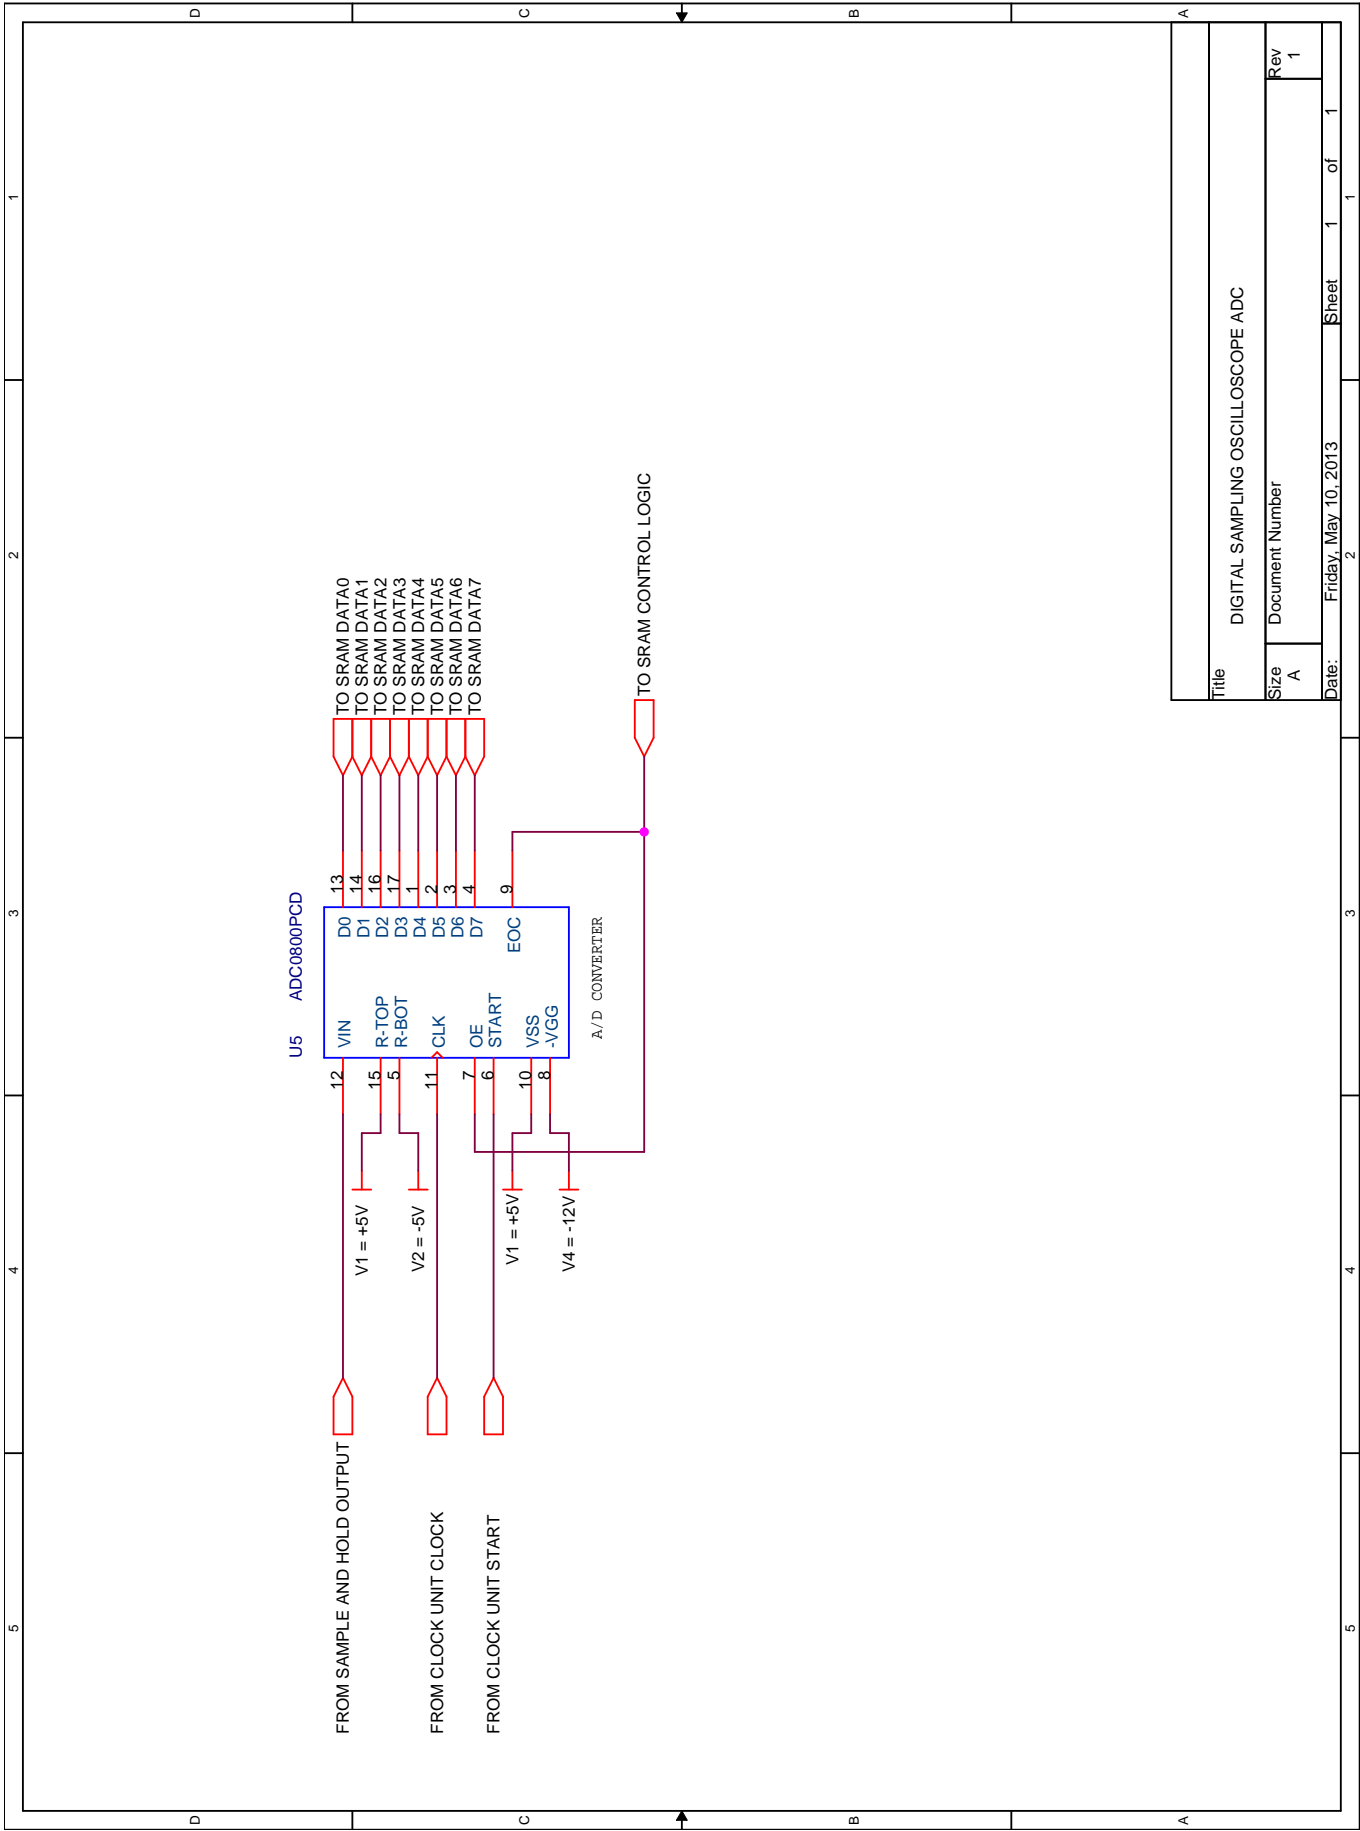 5
4
3
2
1
D
D
C
C
B
B
A
A
U5
ADC0800PCD
FROM SAMPLE AND HOLD OUTPUT
12
VIN
D0
13
TO SRAM DATA0
D1
14
TO SRAM DATA1
V1 = +5V
15
R-TOP
D2
16
TO SRAM DATA2
5
R-BOT
D3
17
TO SRAM DATA3
V2 = -5V
D4
1
TO SRAM DATA4
FROM CLOCK UNIT CLOCK
11
CLK
D5
2
TO SRAM DATA5
D6
3
TO SRAM DATA6
7
OE
D7
4
TO SRAM DATA7
FROM CLOCK UNIT START
6
START
V1 = +5V
EOC
9
10
VSS
8
-VGG
V4 = -12V
A/D CONVERTER
TO SRAM CONTROL LOGIC
Title
DIGITAL SAMPLING OSCILLOSCOPE ADC
Size Document Number Rev
A 1
Date: Friday, May 10, 2013 Sheet 1 of 1
5
4
3
2
1